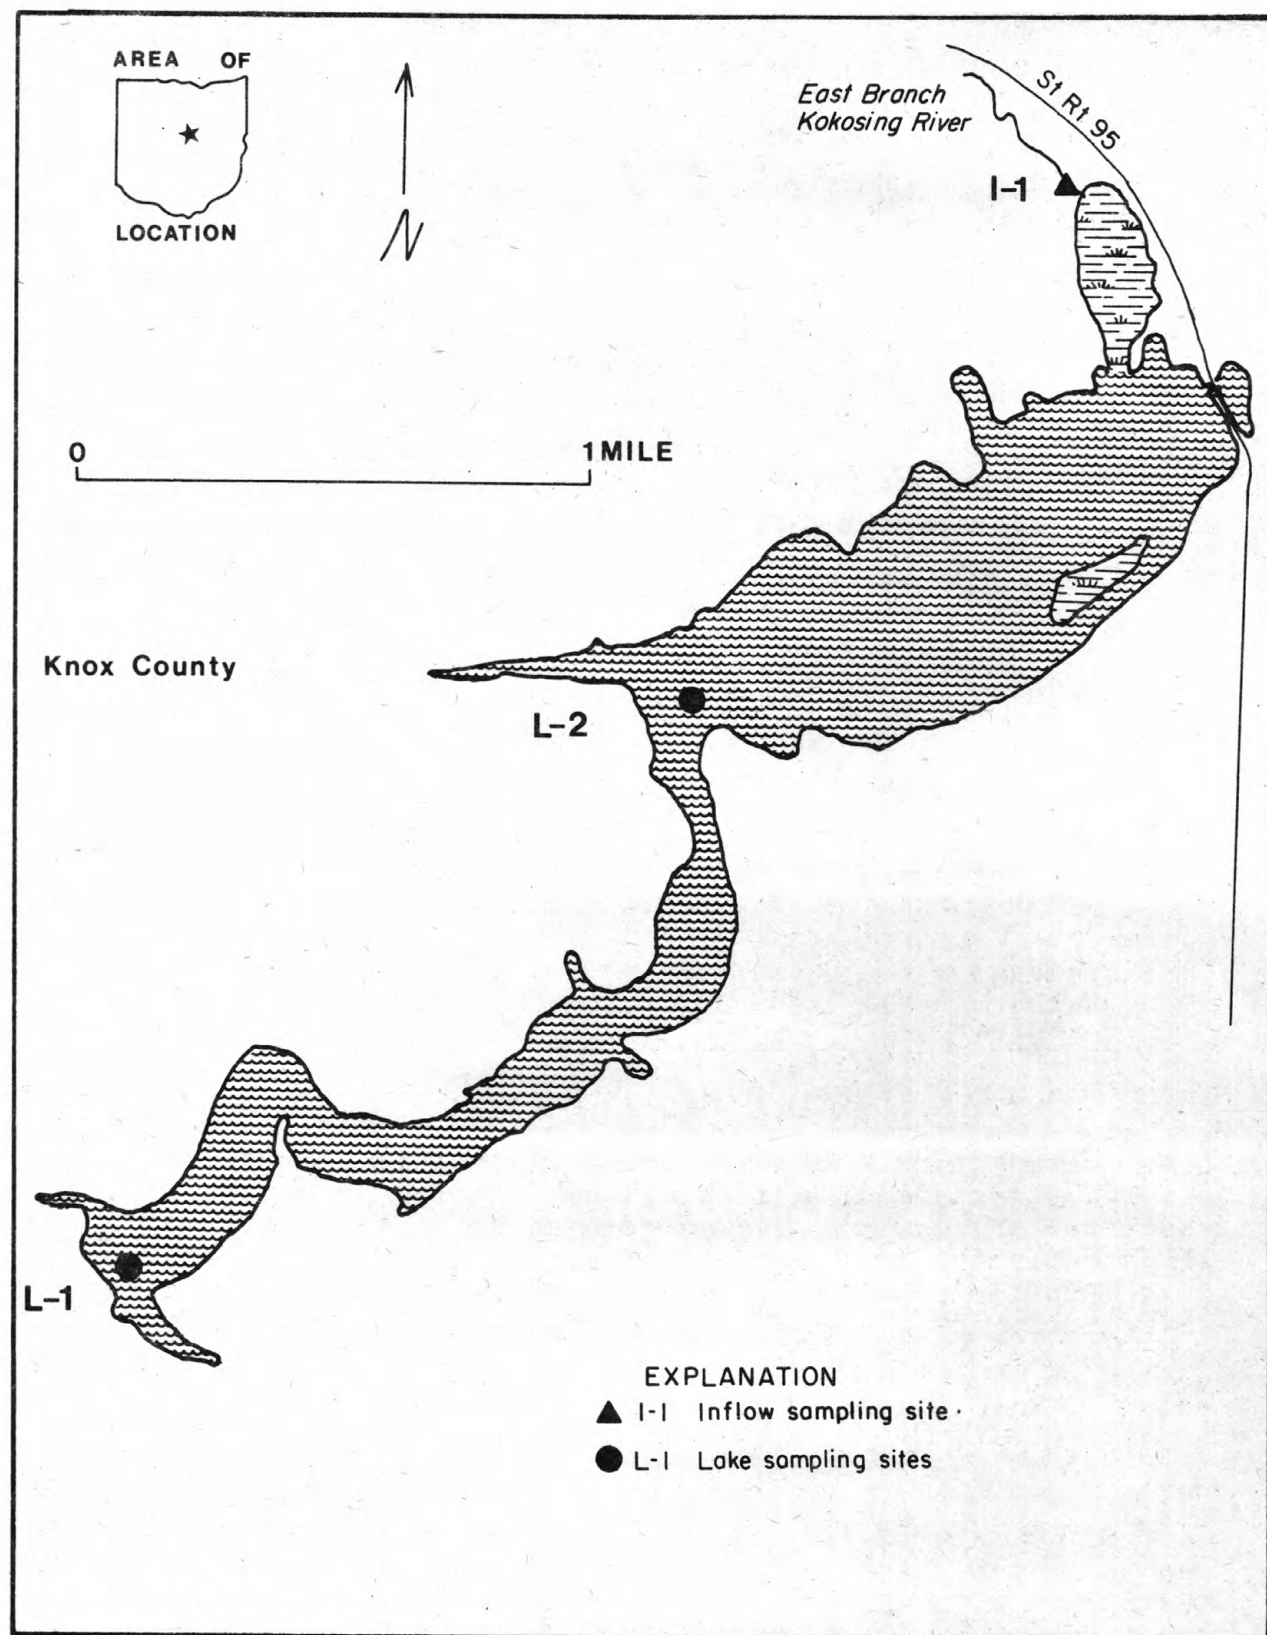 AREA OF
LOCATION
N
East Branch
Kokosing River
St Rt 95
I-1
0 1 MILE
Knox County
L-2
L-1
EXPLANATION
I-1 Inflow sampling site
L-1 Lake sampling sites